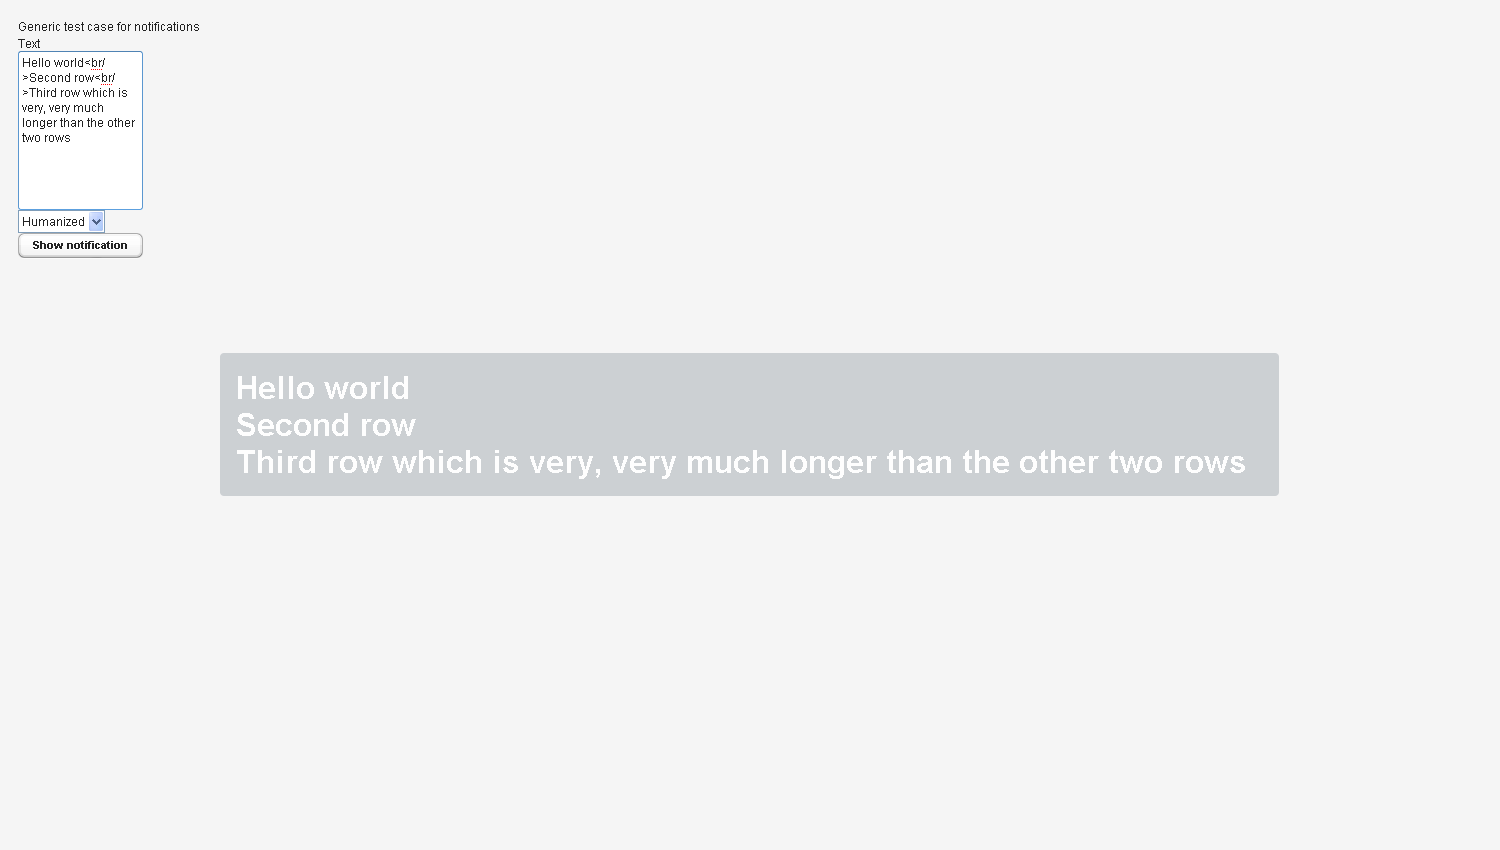 Generic test case for notifications
Text
Hello world<br/
>Second row<br/
>Third row which is
very, very much
longer than the other
two rows
Humanized
Show notification
Hello world
Second row
Third row which is very, very much longer than the other two rows